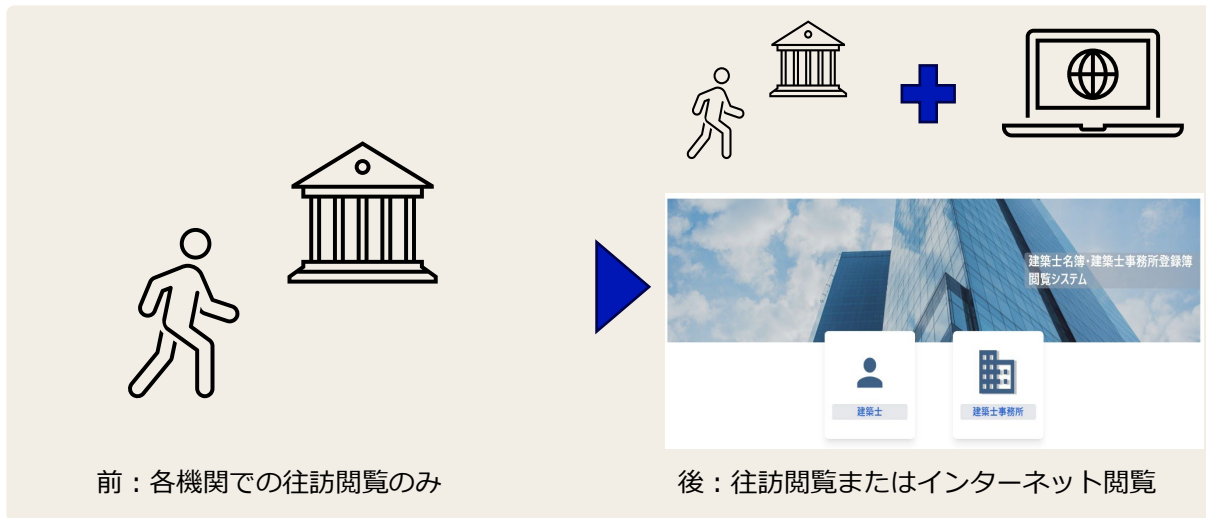 建築士名簿・建築士事務所登録簿
閲覧システム
建築士
建築士事務所
前：各機関での往訪閲覧のみ
後：往訪閲覧またはインターネット閲覧